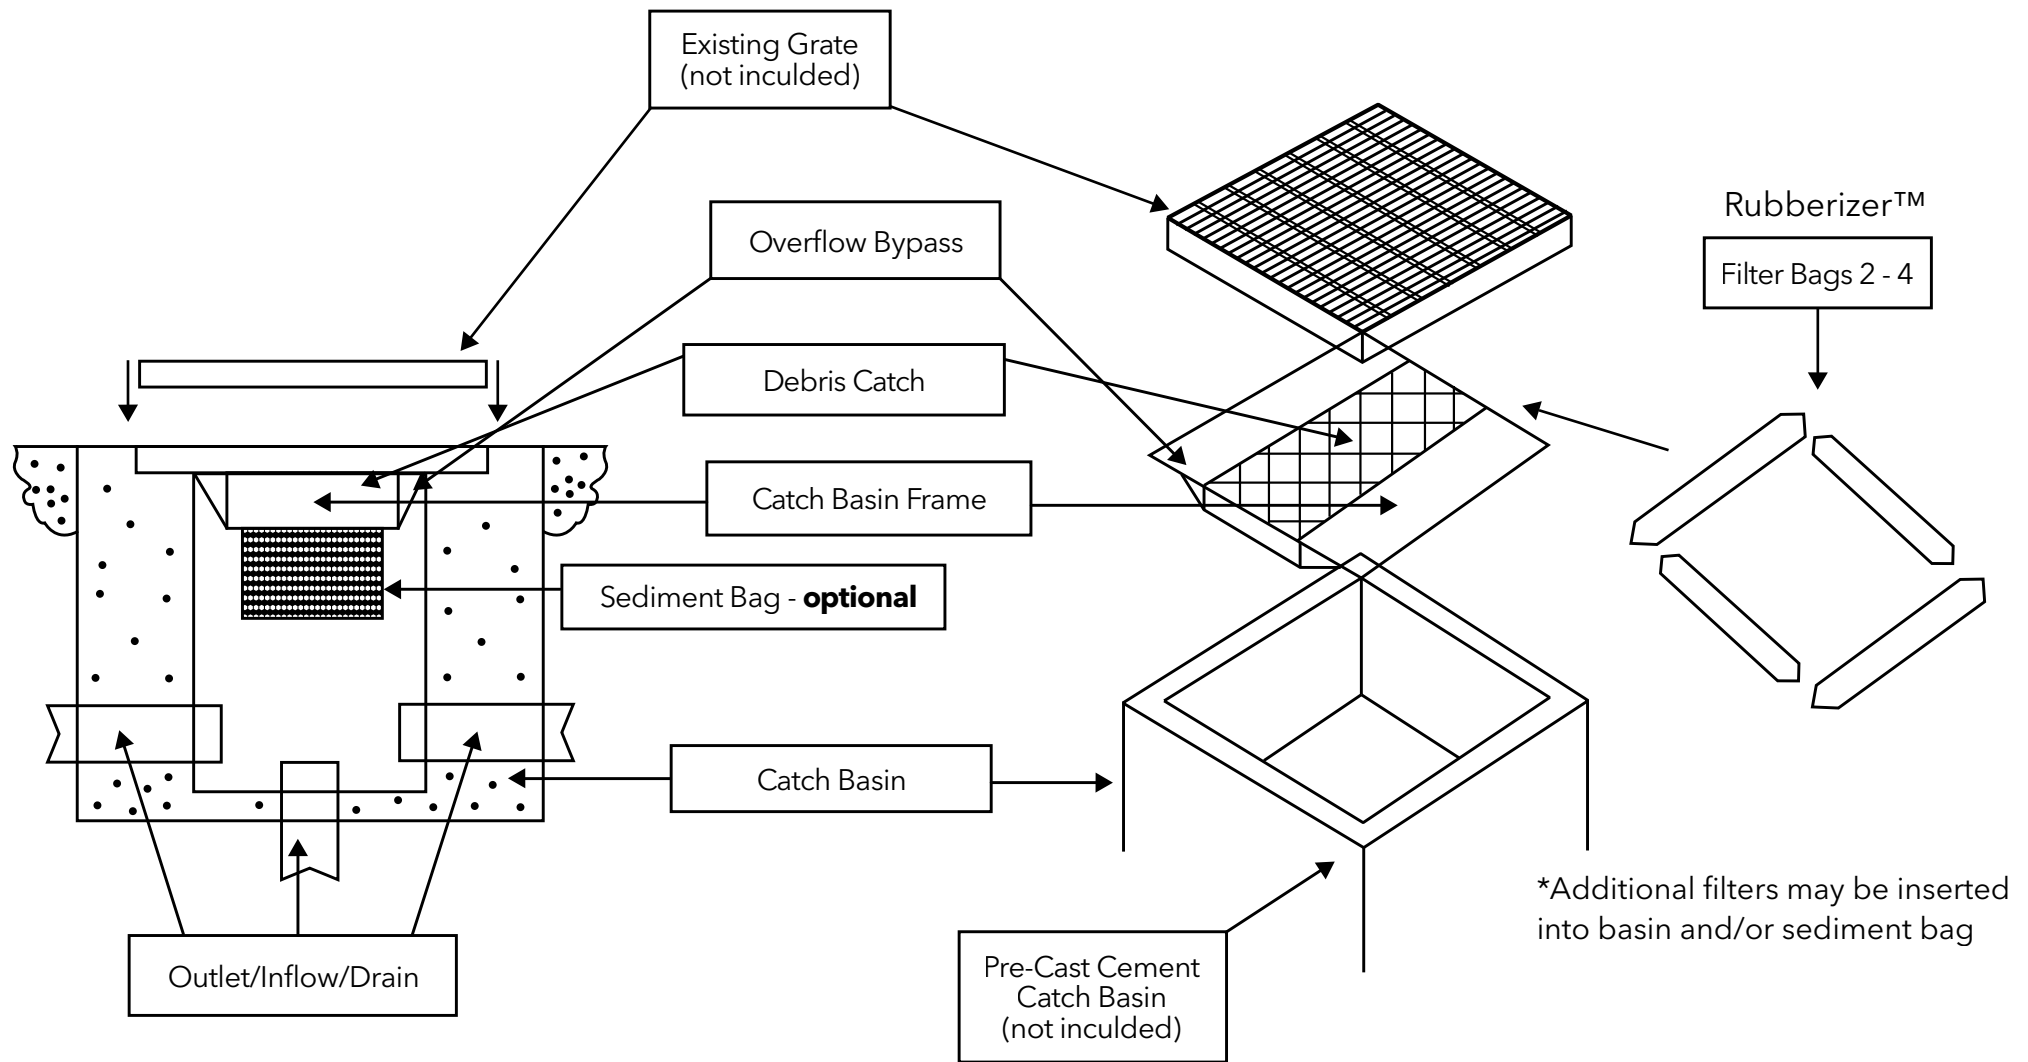 Existing Grate
(not inculded)
Rubberizer™
Overflow Bypass
Filter Bags 2 - 4
Debris Catch
Catch Basin Frame
Sediment Bag - optional
Catch Basin
*Additional filters may be inserted
into basin and/or sediment bag
Outlet/Inflow/Drain
Pre-Cast Cement
Catch Basin
(not inculded)